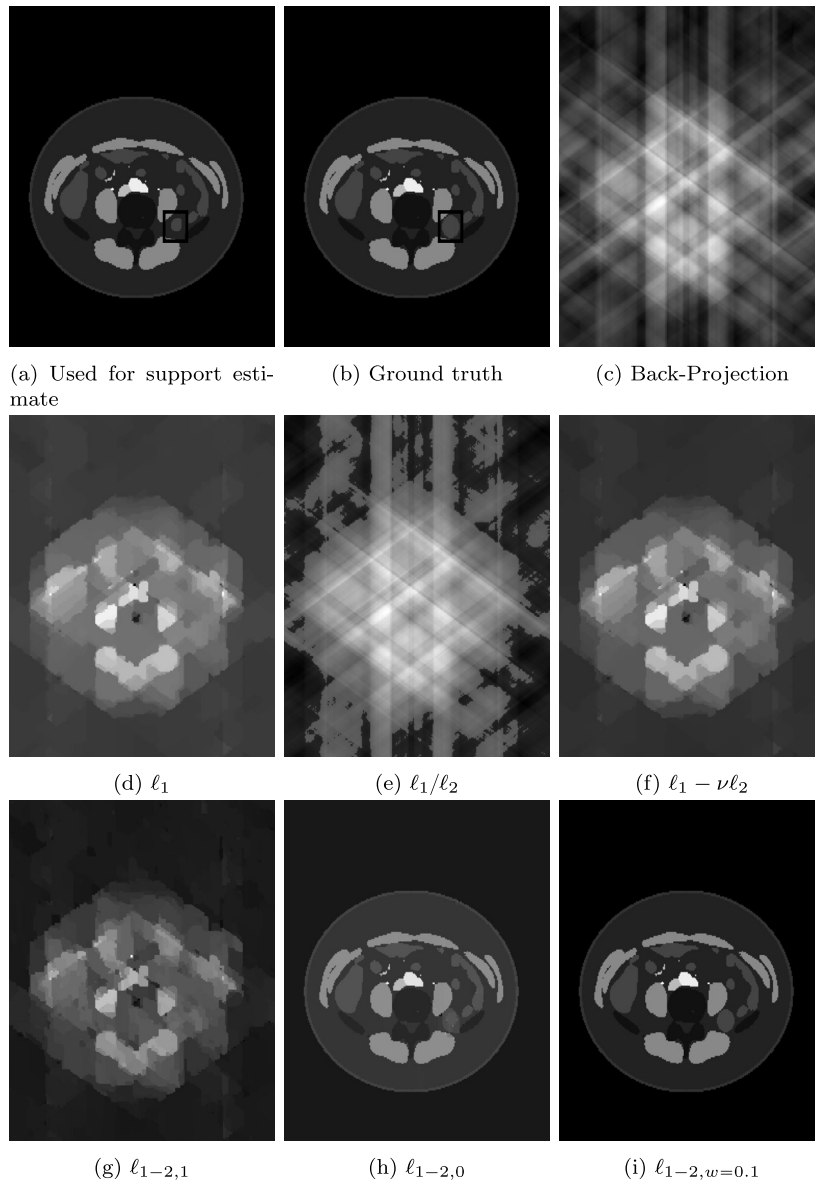 (a) Used for support esti-
mate
(b) Ground truth
(c) Back-Projection
(d) ℓ₁
(e) ℓ₁/ℓ₂
(f) ℓ₁ − νℓ₂
(g) ℓ₁₋₂,₁
(h) ℓ₁₋₂,₀
(i) ℓ₁₋₂,w=0.1